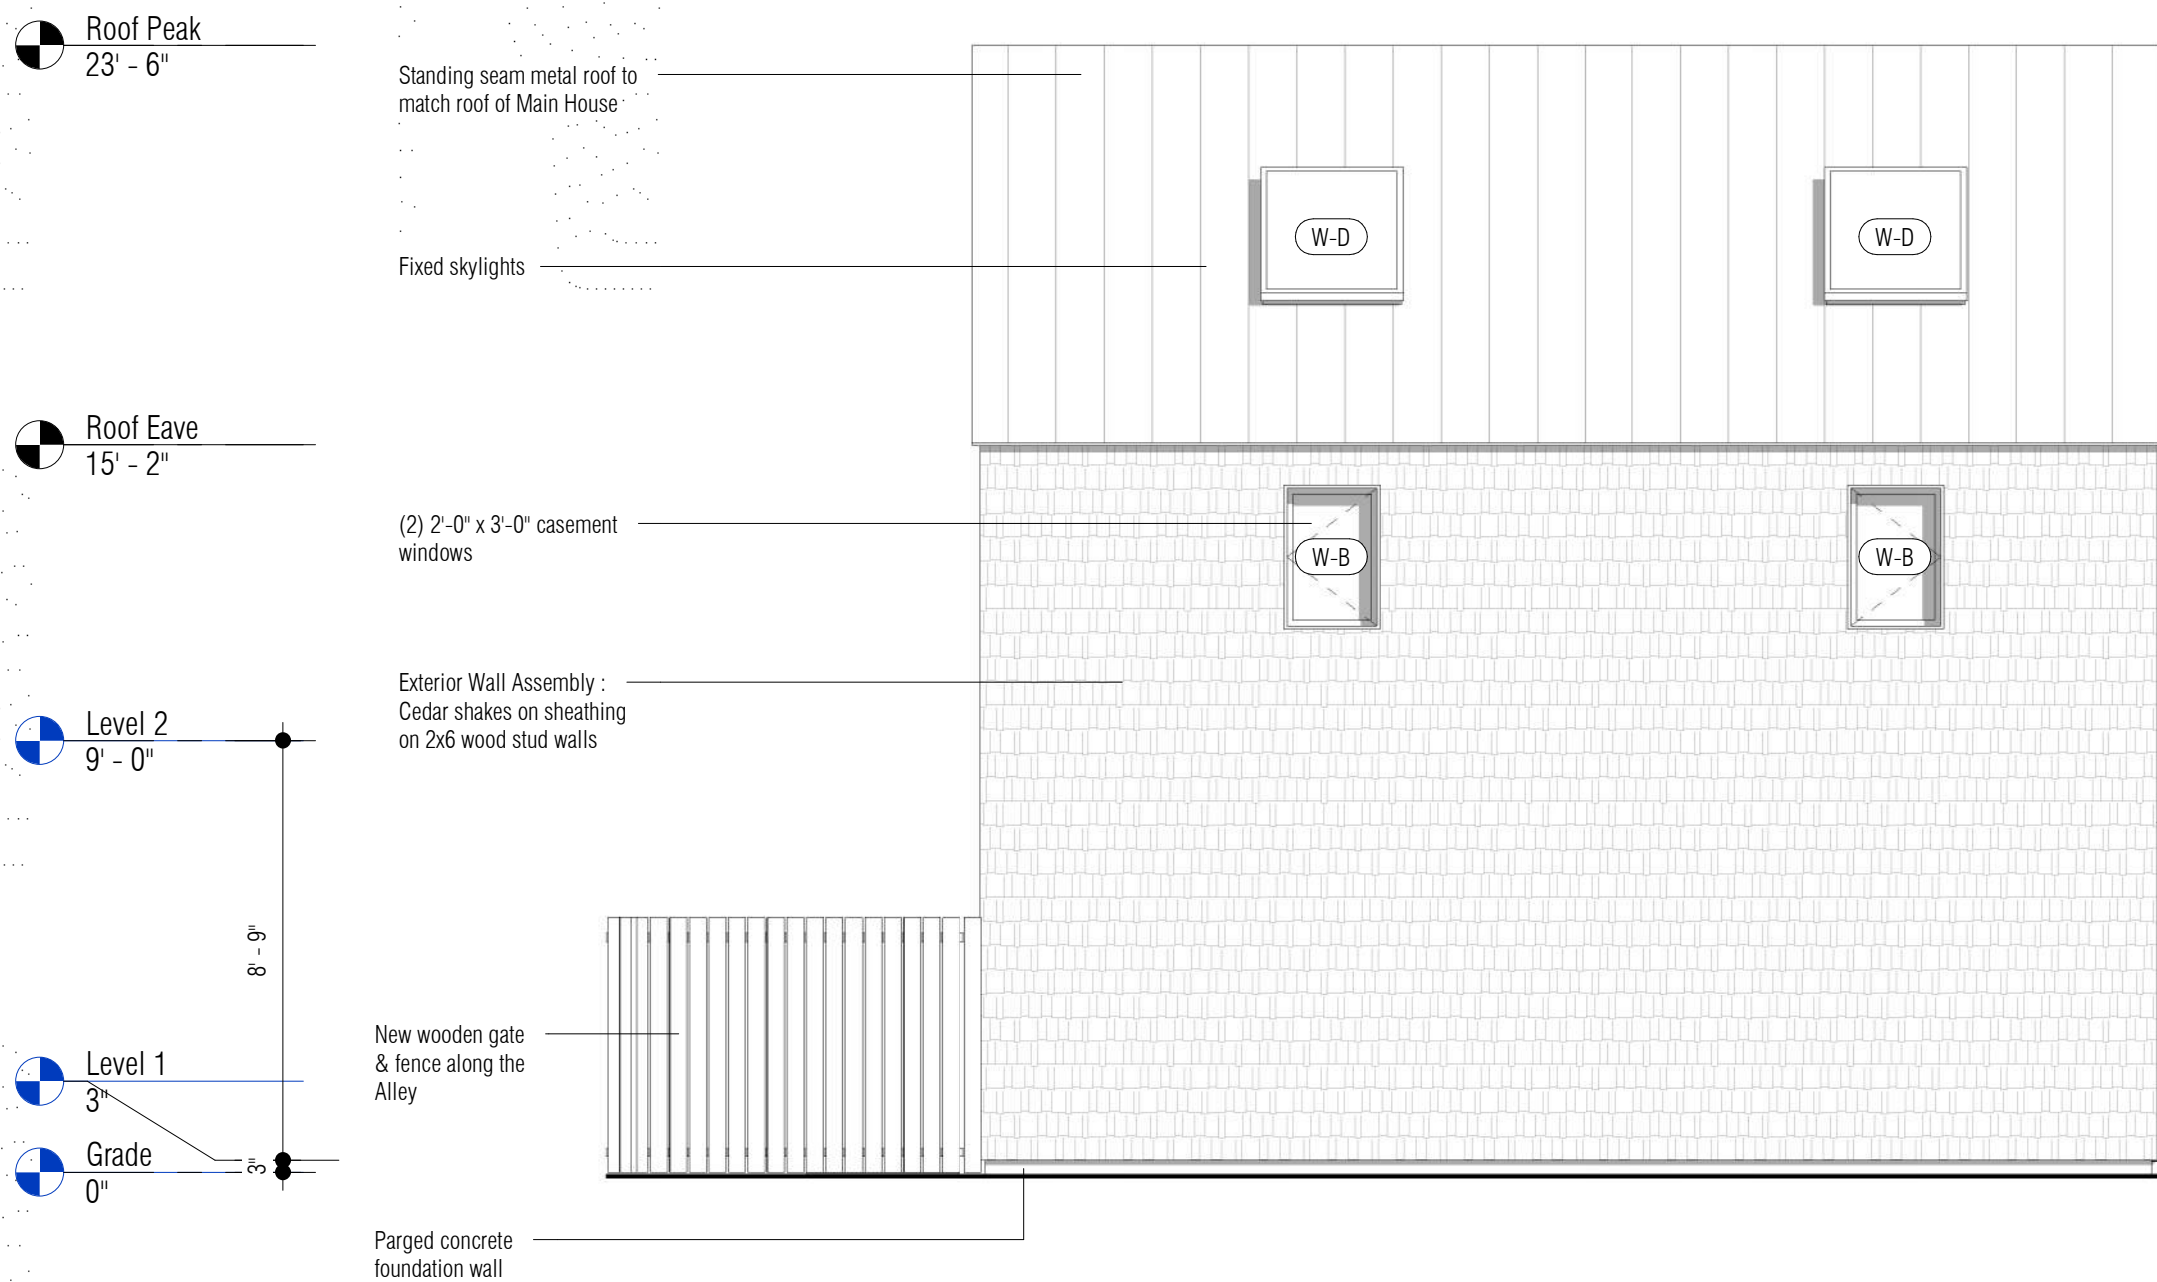 Roof Peak
23' - 6"
Standing seam metal roof to
match roof of Main House
W-D
W-D
Fixed skylights
Roof Eave
15' - 2"
(2) 2'-0" x 3'-0" casement
windows
W-B
W-B
Exterior Wall Assembly :
Cedar shakes on sheathing
on 2x6 wood stud walls
Level 2
9' - 0"
8' - 9"
New wooden gate
& fence along the
Alley
Level 1
3"
Grade
0"
3"
Parged concrete
foundation wall